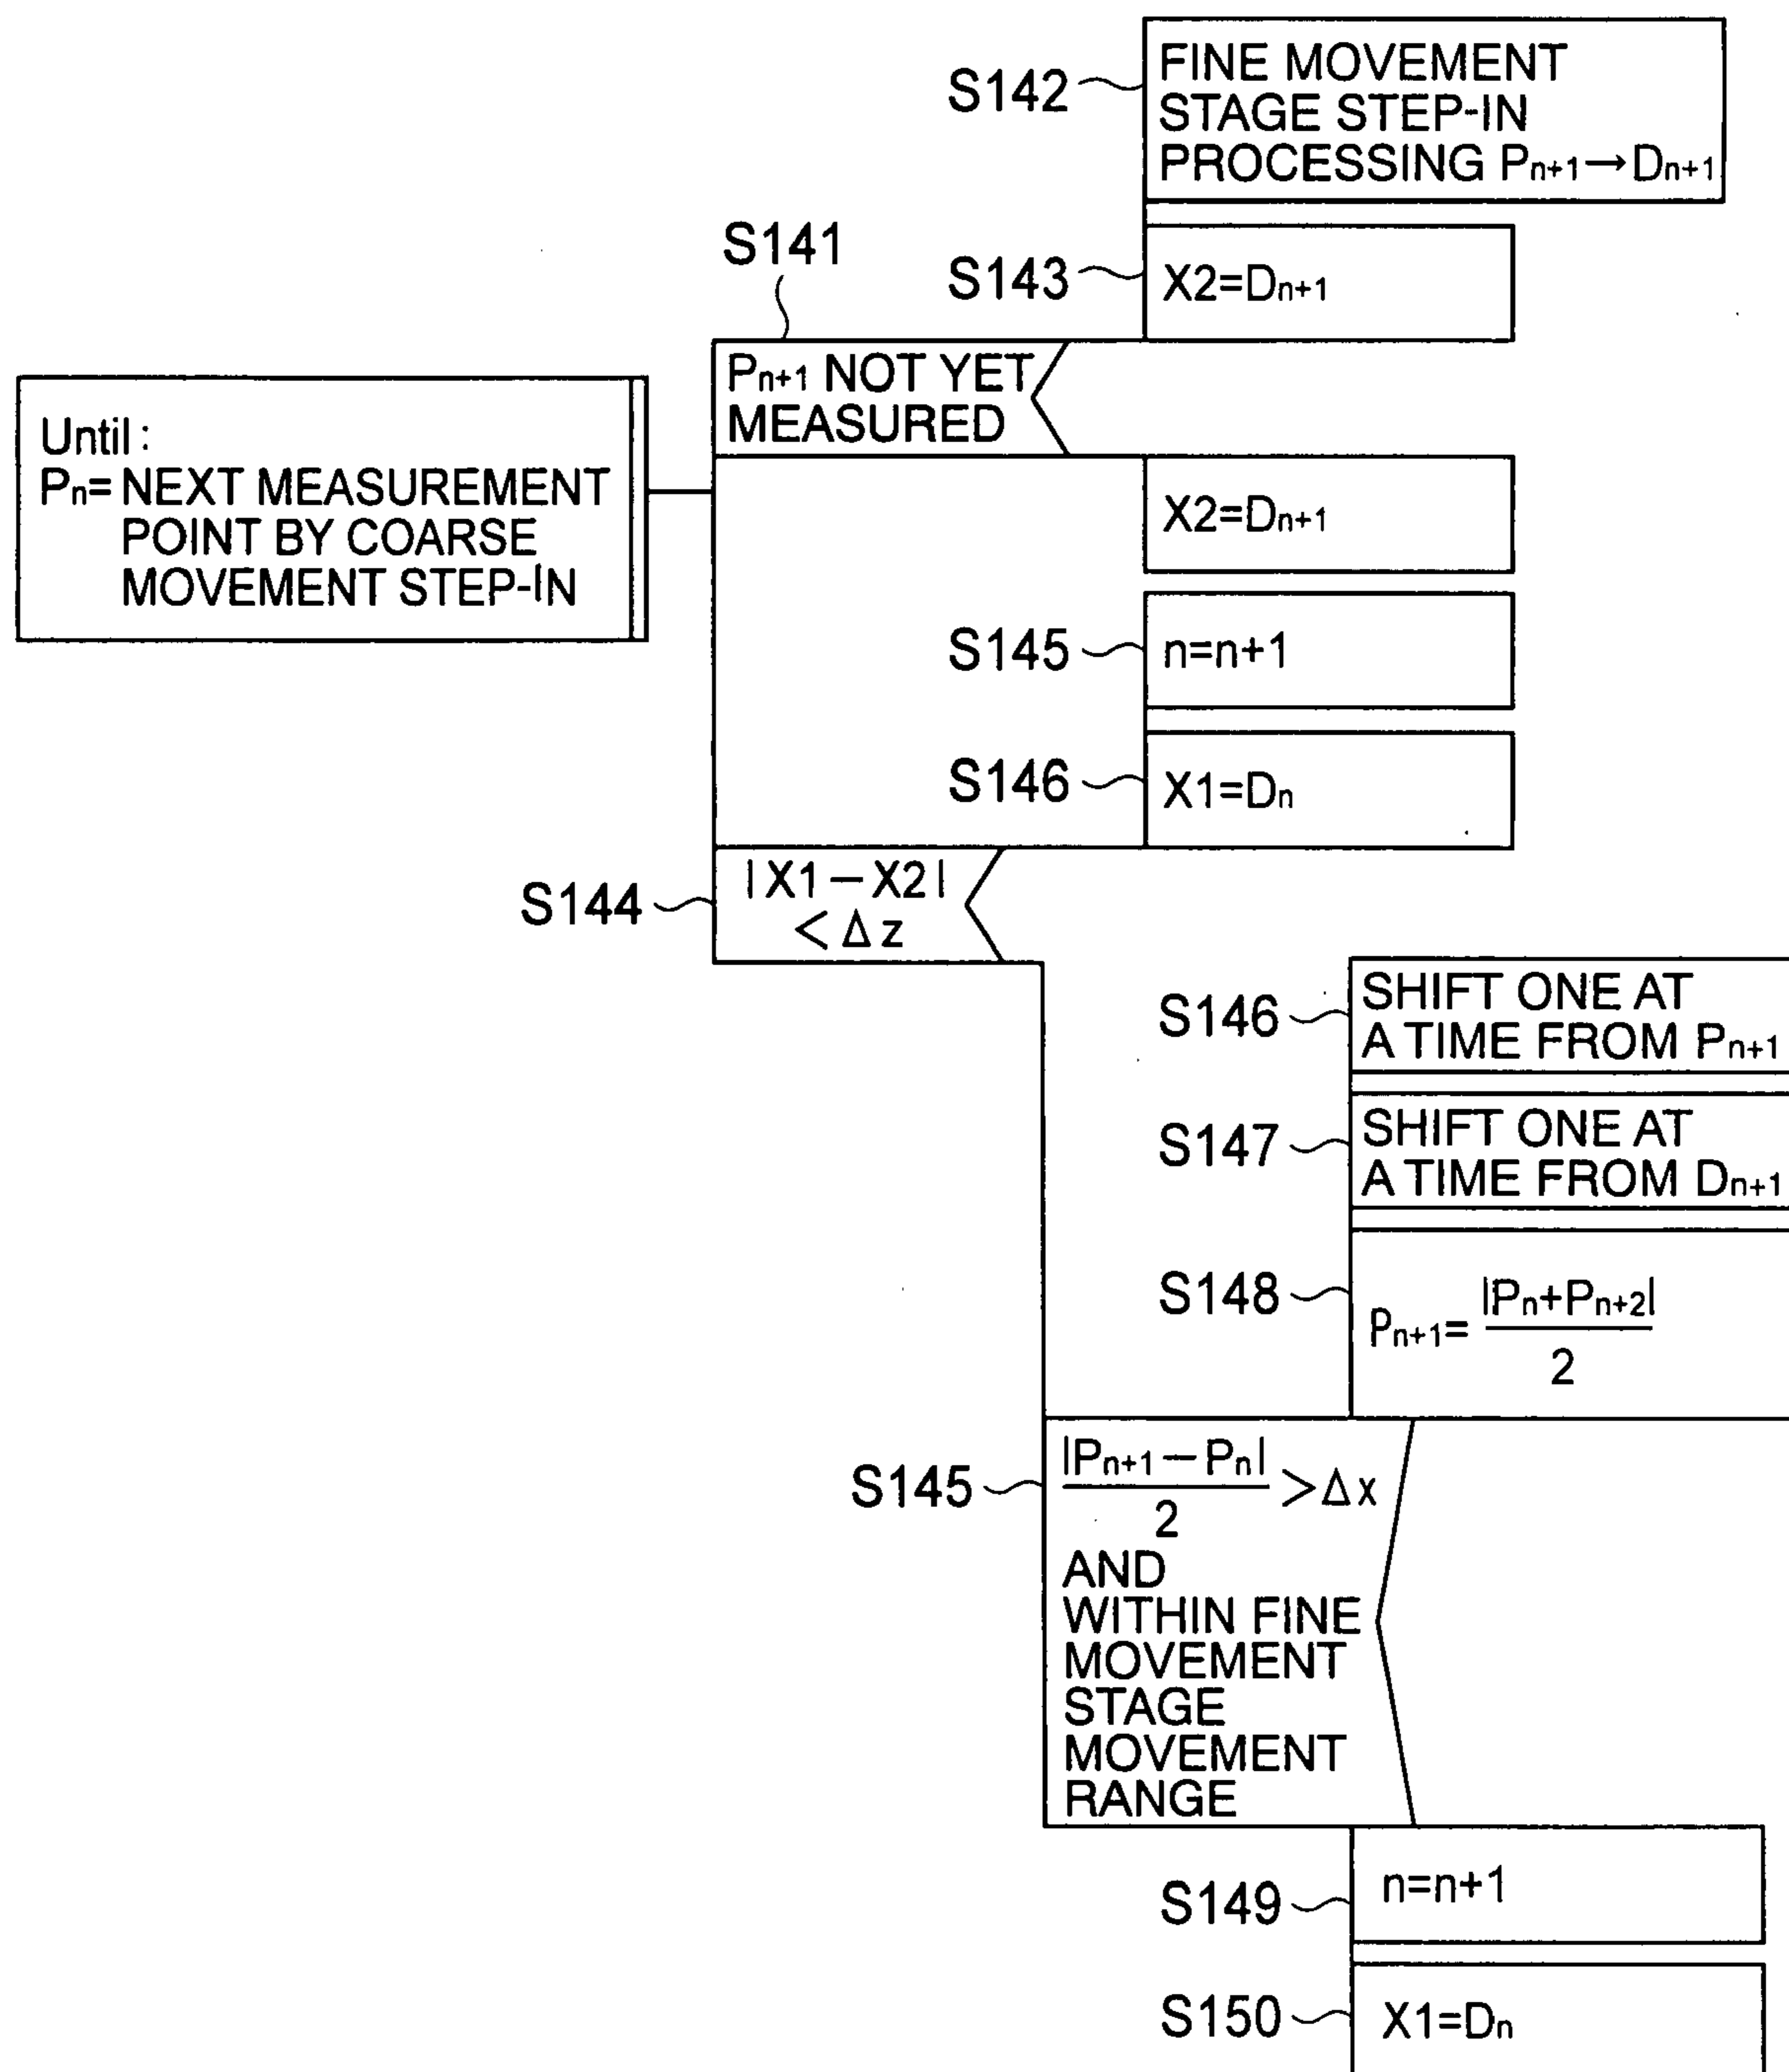 S142
FINE MOVEMENT
STAGE STEP-IN
PROCESSING Pn+1→Dn+1
S143
X2=Dn+1
S141
Pn+1 NOT YET
MEASURED
Until :
Pn= NEXT MEASUREMENT
POINT BY COARSE
MOVEMENT STEP-IN
X2=Dn+1
S145
n=n+1
S146
X1=Dn
S144
|X1−X2|
<Δz
S146
SHIFT ONE AT
A TIME FROM Pn+1
S147
SHIFT ONE AT
A TIME FROM Dn+1
S148
Pn+1= |Pn+Pn+2|
2
S145
|Pn+1−Pn|
2
>Δx
AND
WITHIN FINE
MOVEMENT
STAGE
MOVEMENT
RANGE
S149
n=n+1
S150
X1=Dn